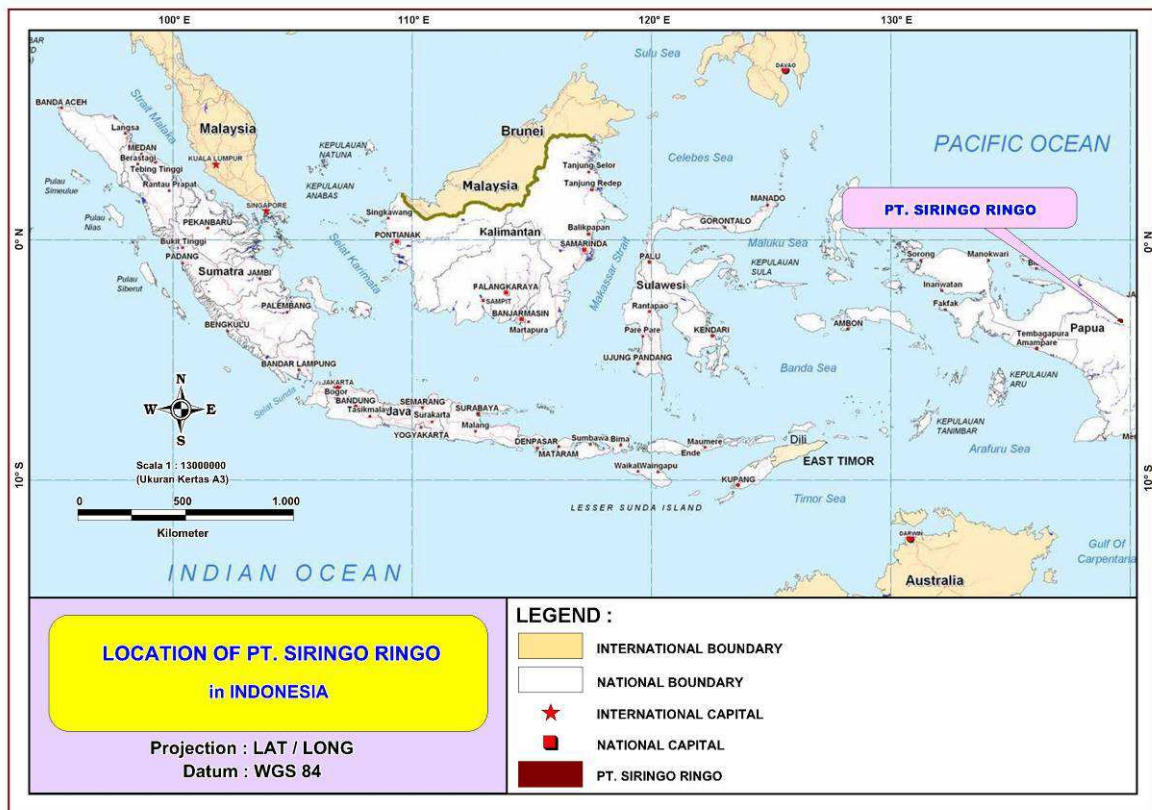 100° E
110° E
120° E
130° E
Sulu Sea
DAVAO
BANDA ACEH
Strait Malaka
Langsa
Malaysia
Brunei
PACIFIC OCEAN
MEDAN
Berastagi
KUALA LUMPUR
KEPULAUAN
NATUNA
Tanjung Selor
Celebes Sea
Tebing Tinggi
Pulau
Simeulue
Rantau Prapat
KEPULAUAN
ANABAS
Malaysia
Tanjung Redep
SINGAPORE
MANADO
PT. SIRINGO RINGO
Pulau
Nias
PEKANBARU
Singkawang
GORONTALO
Kalimantan
Balikpapan
0° N
Bukit Tinggi
PONTIANAK
SAMARINDA
Maluku Sea
0° N
PADANG
Selat Karimata
Makassar Strait
PALU
KEPULAUAN
SULA
Sorong
Manokwari
Sumatra
JAMBI
Pulau
Siberut
PALANGKARAYA
Sulawesi
Inanwatan
SAMPIT
Rantapao
Fakfak
PALEMBANG
BANJARMASIN
BENGKULU
Martapura
Pare Pare
KENDARI
AMBON
Papua
Tembagapura
Amampare
UJUNG PANDANG
Banda Sea
BANDAR LAMPUNG
KEPULAUAN
ARU
N
W E
S
Selat Sunda
JAKARTA
Bogor
BANDUNG
SEMARANG
SURABAYA
Java
Surakarta
YOGYAKARTA
Malang
KEPULAUAN
TANIMBAR
DENPASAR
MATARAM
Sumbawa
Bima
Maumere
Ende
Dili
EAST TIMOR
Arafuru Sea
Scala 1 : 13000000
(Ukuran Kertas A3)
Waikal
Waingapu
KUPANG
10° S
10° S
0 500 1.000
Kilometer
LESSER SUNDA ISLAND
Timor Sea
DARWIN
Gulf Of
Carpentaria
INDIAN OCEAN
Australia
LOCATION OF PT. SIRINGO RINGO
in INDONESIA
Projection : LAT / LONG
Datum : WGS 84
LEGEND :
INTERNATIONAL BOUNDARY
NATIONAL BOUNDARY
INTERNATIONAL CAPITAL
NATIONAL CAPITAL
PT. SIRINGO RINGO